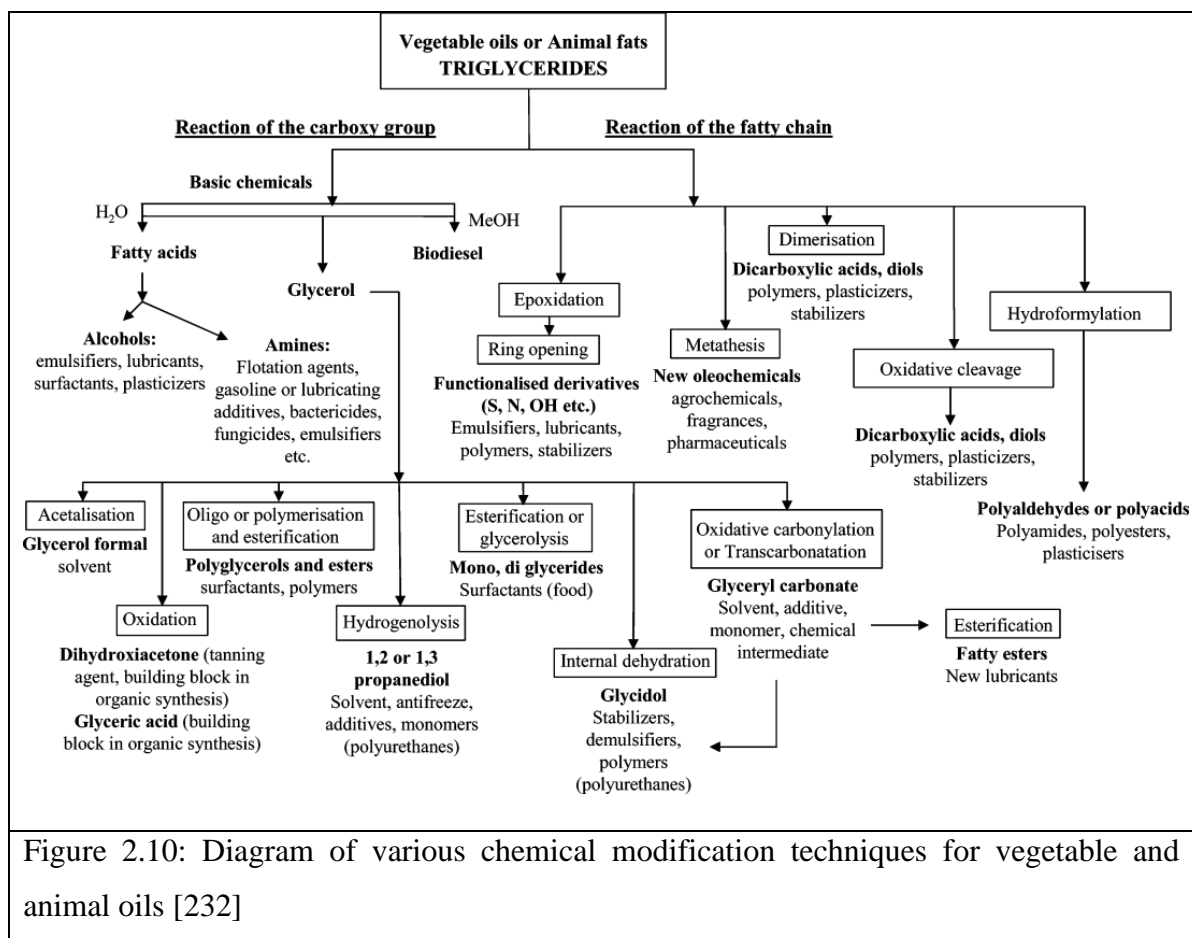 Vegetable oils or Animal fats
TRIGLYCERIDES
Reaction of the carboxy group
Reaction of the fatty chain
Basic chemicals
H₂O
MeOH
Fatty acids
Biodiesel
Glycerol
Alcohols:
emulsifiers, lubricants,
surfactants, plasticizers
Amines:
Flotation agents,
gasoline or lubricating
additives, bactericides,
fungicides, emulsifiers
etc.
Epoxidation
Ring opening
Functionalised derivatives
(S, N, OH etc.)
Emulsifiers, lubricants,
polymers, stabilizers
Metathesis
New oleochemicals
agrochemicals,
fragrances,
pharmaceuticals
Dimerisation
Dicarboxylic acids, diols
polymers, plasticizers,
stabilizers
Oxidative cleavage
Dicarboxylic acids, diols
polymers, plasticizers,
stabilizers
Hydroformylation
Polyaldehydes or polyacids
Polyamides, polyesters,
plasticisers
Acetalisation
Glycerol formal
solvent
Oligo or polymerisation
and esterification
Polyglycerols and esters
surfactants, polymers
Esterification or
glycerolysis
Mono, di glycerides
Surfactants (food)
Oxidative carbonylation
or Transcarbonatation
Glyceryl carbonate
Solvent, additive,
monomer, chemical
intermediate
Oxidation
Dihydroxiacetone (tanning
agent, building block in
organic synthesis)
Glyceric acid (building
block in organic synthesis)
Hydrogenolysis
1,2 or 1,3
propanediol
Solvent, antifreeze,
additives, monomers
(polyurethanes)
Internal dehydration
Glycidol
Stabilizers,
demulsifiers,
polymers
(polyurethanes)
Esterification
Fatty esters
New lubricants
Figure 2.10: Diagram of various chemical modification techniques for vegetable and
animal oils [232]